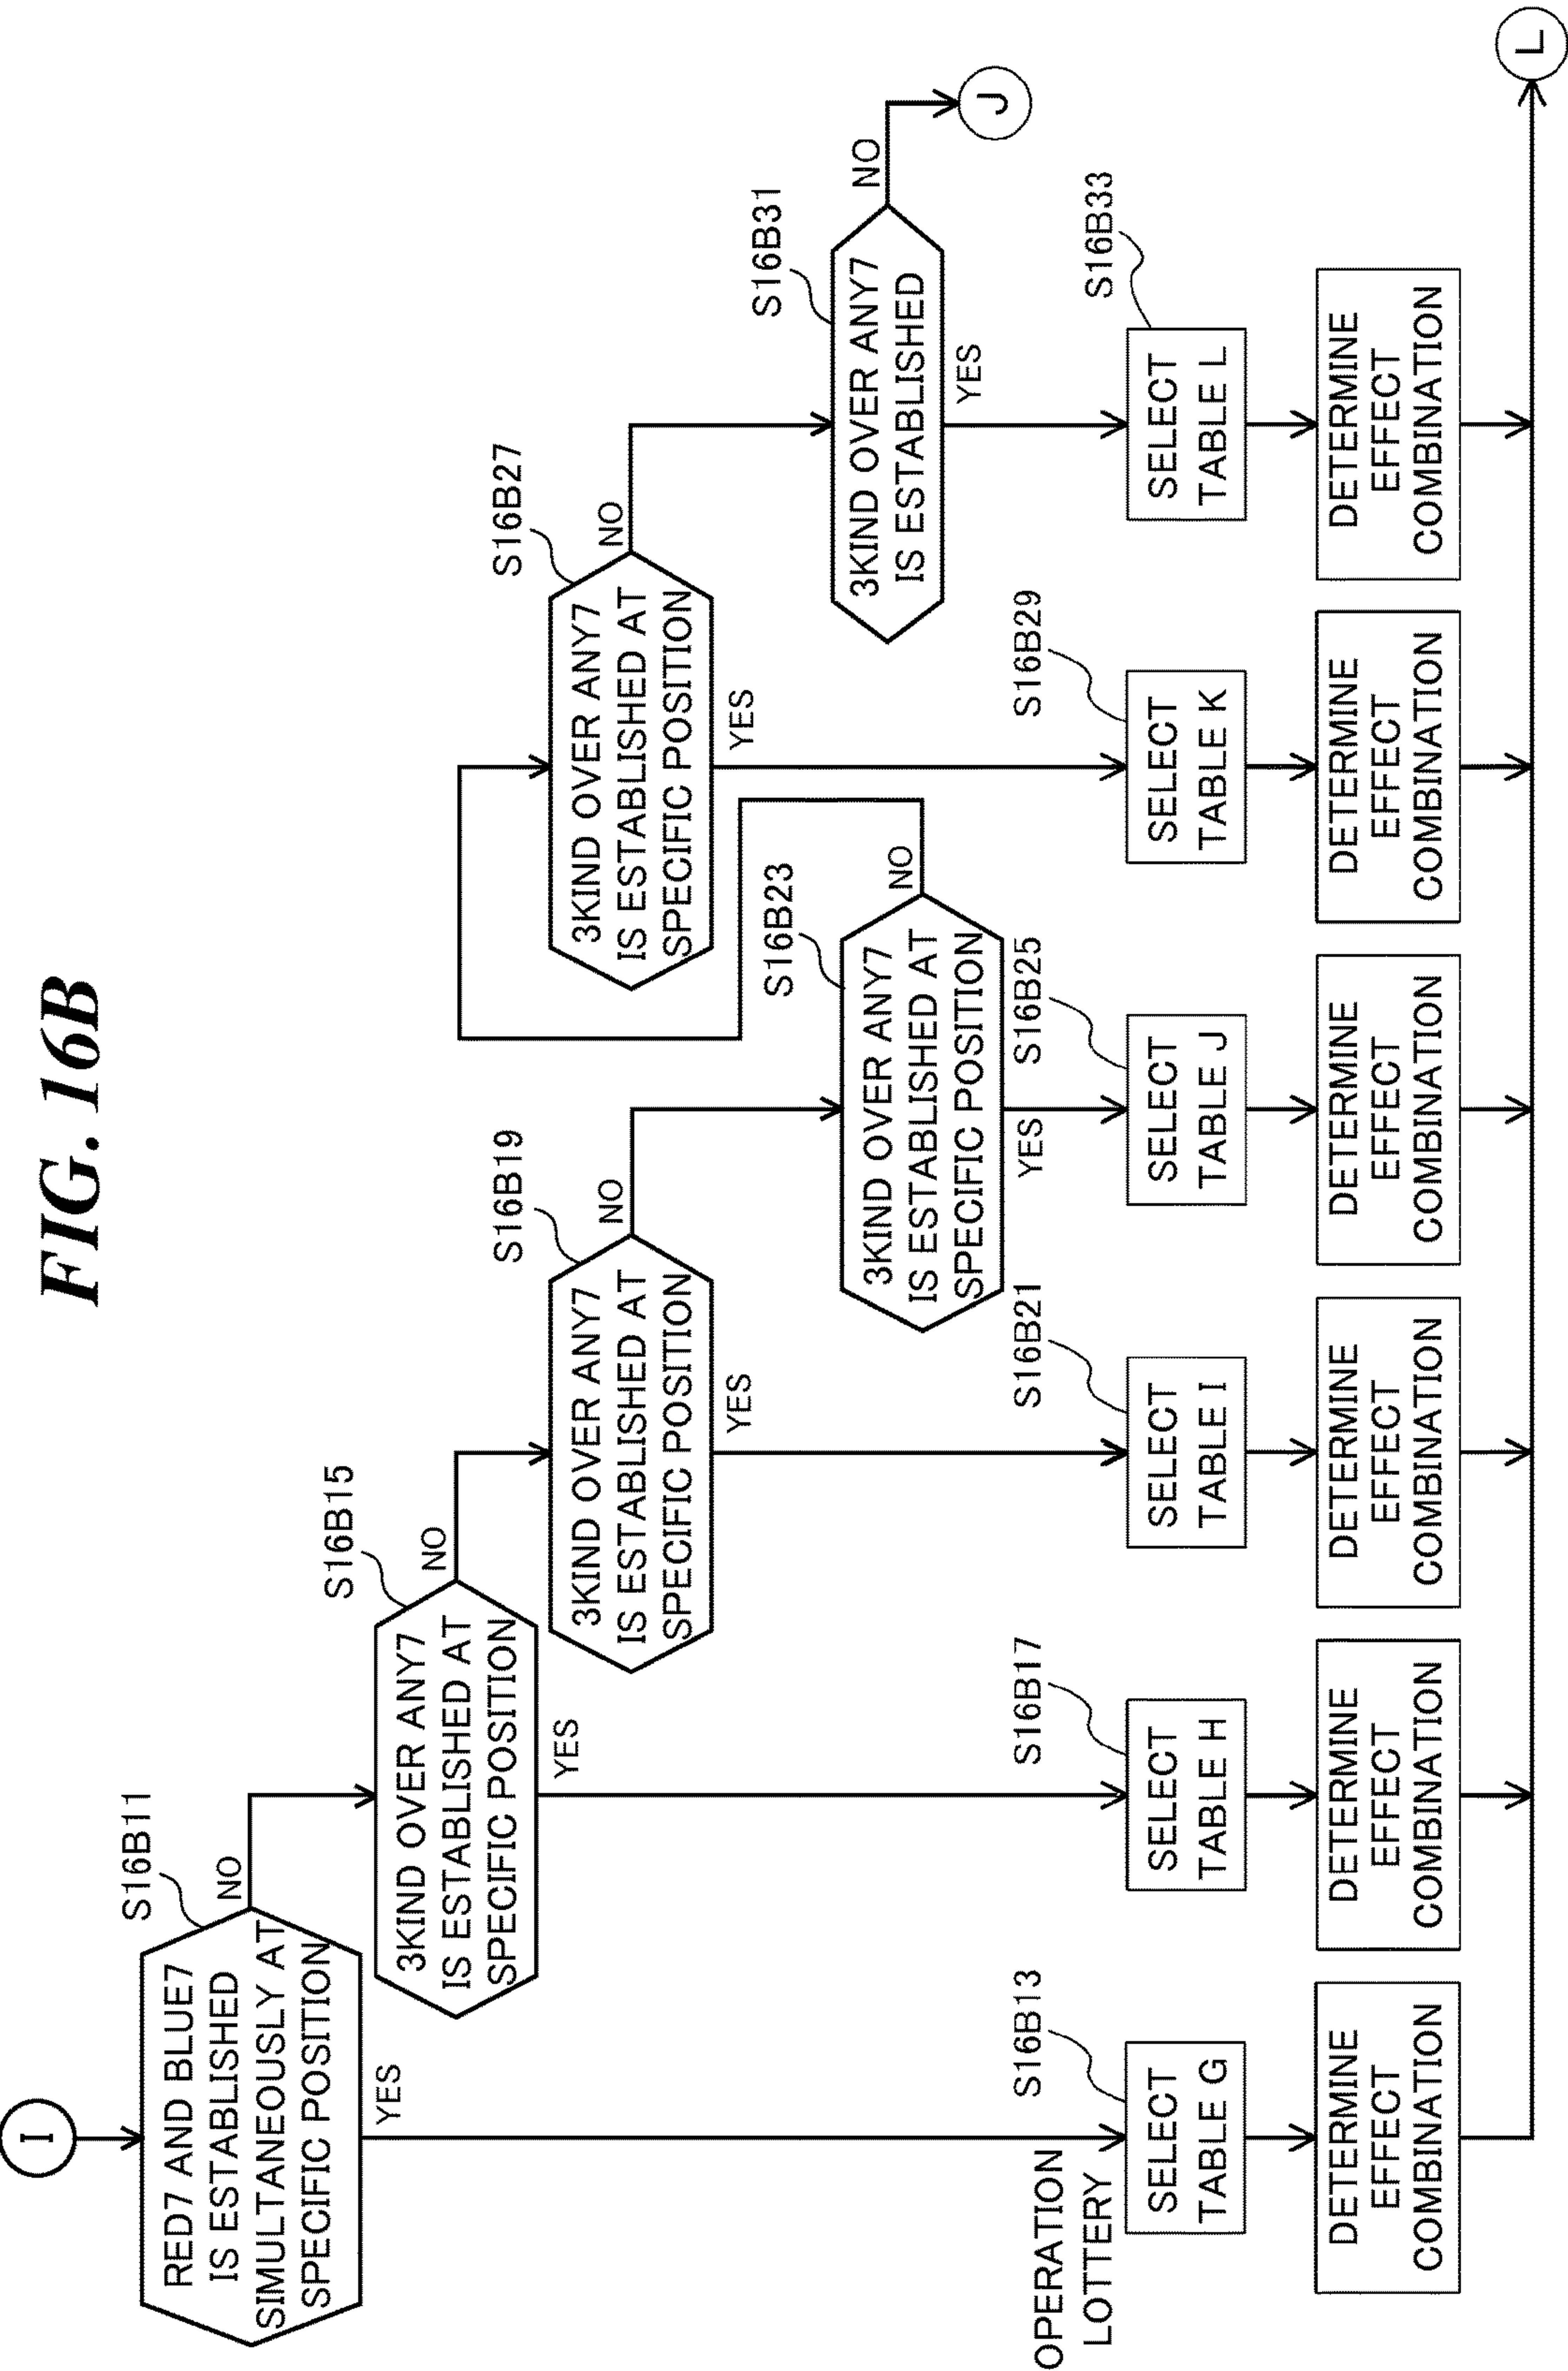 FIG. 16B
I
RED7 AND BLUE7
IS ESTABLISHED
SIMULTANEOUSLY AT
SPECIFIC POSITION
S16B11
NO
YES
3KIND OVER ANY7
IS ESTABLISHED AT
SPECIFIC POSITION
S16B15
NO
YES
3KIND OVER ANY7
IS ESTABLISHED AT
SPECIFIC POSITION
S16B19
NO
YES
3KIND OVER ANY7
IS ESTABLISHED AT
SPECIFIC POSITION
S16B23
NO
YES
3KIND OVER ANY7
IS ESTABLISHED AT
SPECIFIC POSITION
S16B27
NO
YES
3KIND OVER ANY7
IS ESTABLISHED
S16B31
NO
YES
J
OPERATION
LOTTERY
S16B13
SELECT
TABLE G
S16B17
SELECT
TABLE H
S16B21
SELECT
TABLE I
S16B25
SELECT
TABLE J
S16B29
SELECT
TABLE K
S16B33
SELECT
TABLE L
DETERMINE
EFFECT
COMBINATION
DETERMINE
EFFECT
COMBINATION
DETERMINE
EFFECT
COMBINATION
DETERMINE
EFFECT
COMBINATION
DETERMINE
EFFECT
COMBINATION
DETERMINE
EFFECT
COMBINATION
L